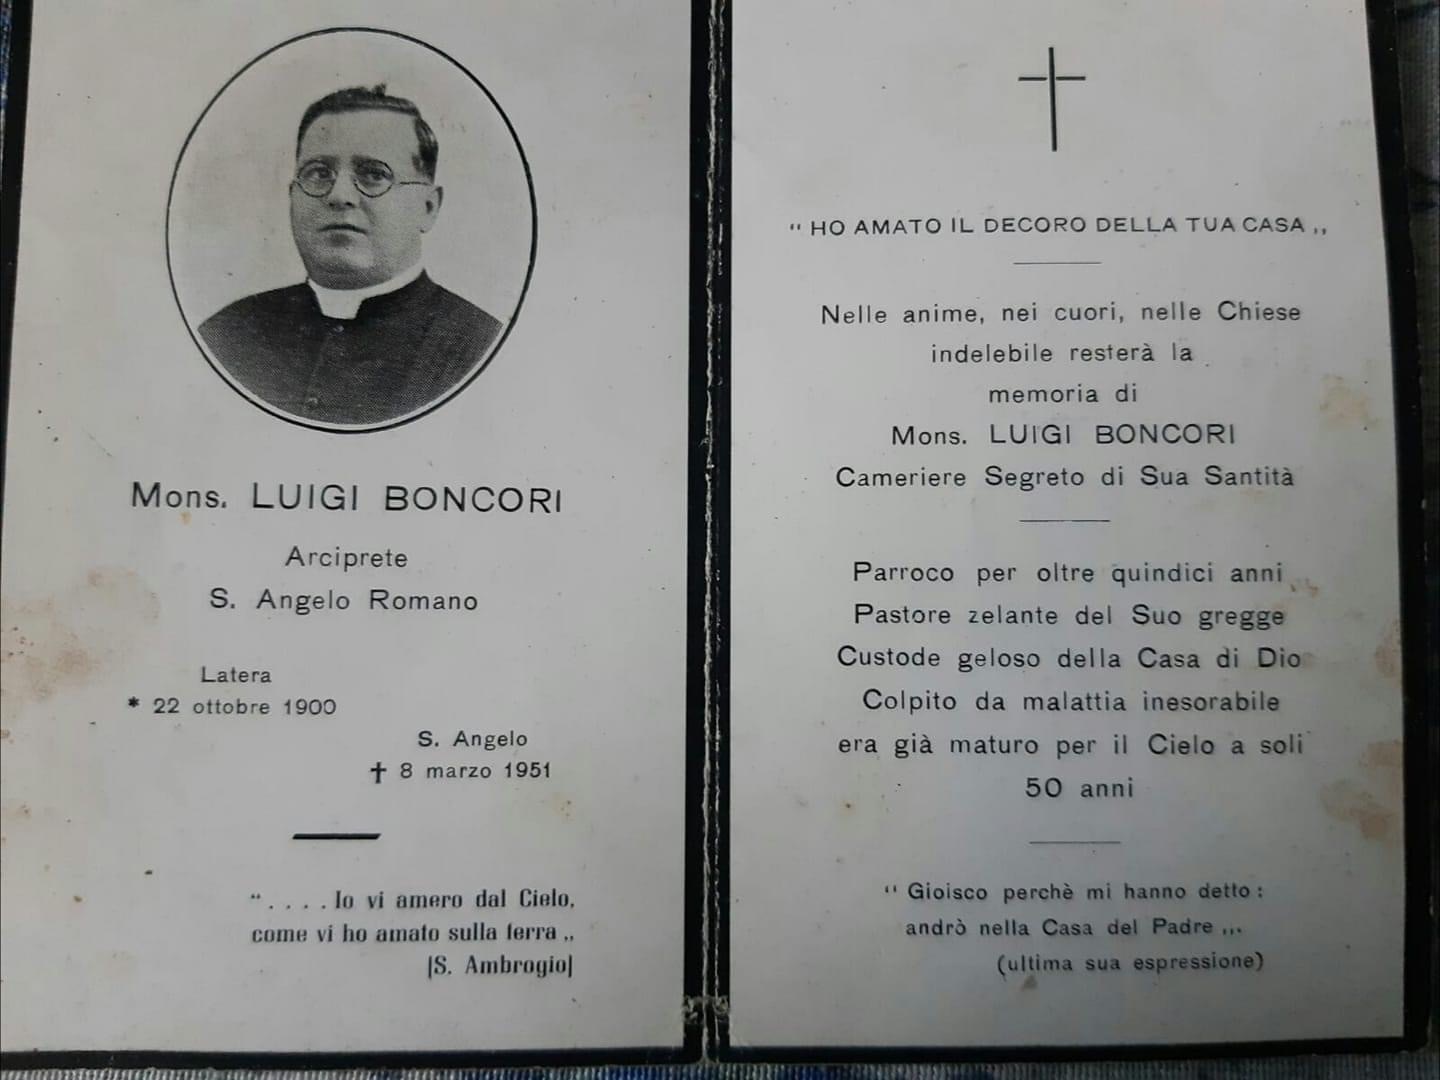 Mons. LUIGI BONCORI
Arciprete
S. Angelo Romano
Latera
* 22 ottobre 1900
S. Angelo
✝ 8 marzo 1951
“ . . . . Io vi amero dal Cielo,
come vi ho amato sulla terra „
(S. Ambrogio)
“ HO AMATO IL DECORO DELLA TUA CASA „
Nelle anime, nei cuori, nelle Chiese
indelebile resterà la
memoria di
Mons. LUIGI BONCORI
Cameriere Segreto di Sua Santità
Parroco per oltre quindici anni
Pastore zelante del Suo gregge
Custode geloso della Casa di Dio
Colpito da malattia inesorabile
era già maturo per il Cielo a soli
50 anni
“ Gioisco perchè mi hanno detto :
andrò nella Casa del Padre „.
(ultima sua espressione)